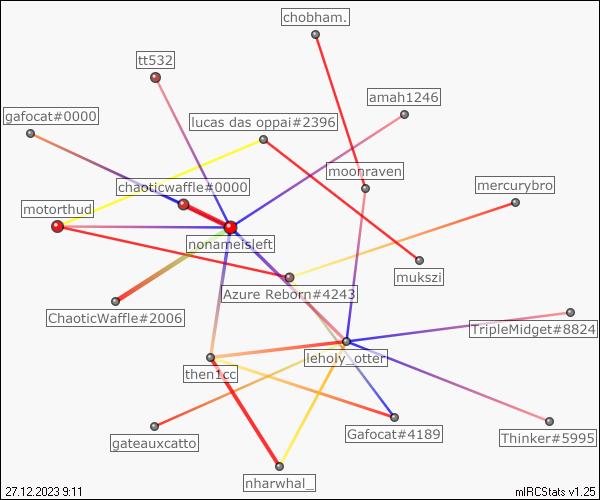 chobham.
tt532
amah1246
gafocat#0000
lucas das oppai#2396
moonraven
chaoticwaffle#0000
mercurybro
motorthud
nonameisleft
mukszi
Azure Reborn#4243
ChaoticWaffle#2006
TripleMidget#8824
leholy_otter
then1cc
Gafocat#4189
Thinker#5995
gateauxcatto
nharwhal_
27.12.2023 9:11
mIRCStats v1.25